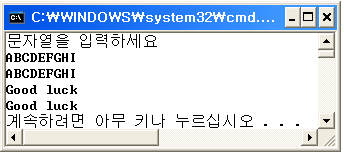 C:₩WINDOWS₩system32₩cmd....
문자열을 입력하세요
ABCDEFGHI
ABCDEFGHI
Good luck
Good luck
계속하려면 아무 키나 누르십시오 . . .